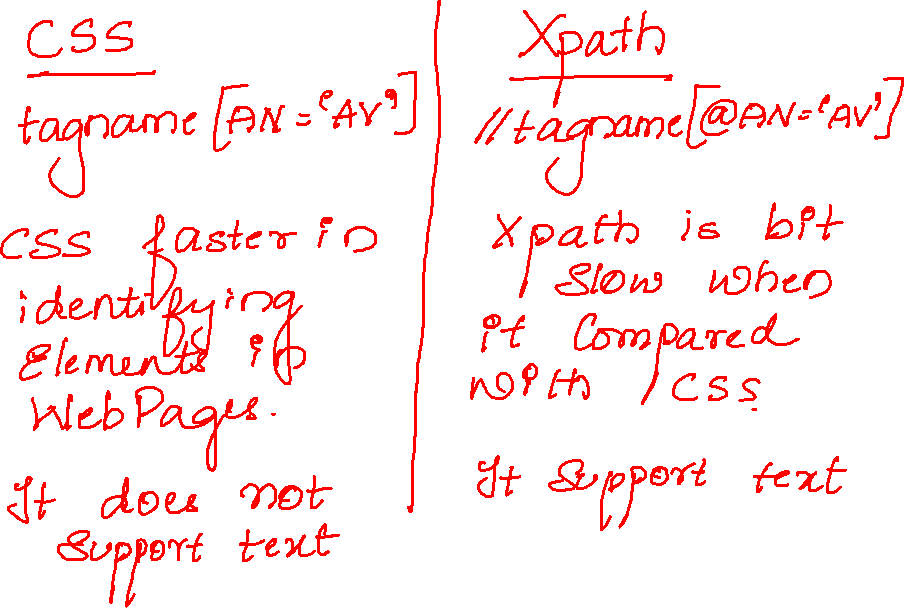 CSS
tagname [AN = 'AV']
CSS faster in
identifying
Elements in
WebPages.
It does not
support text
Xpath
//tagname[@AN='AV']
Xpath is bit
slow when
it compared
with CSS.
It support text